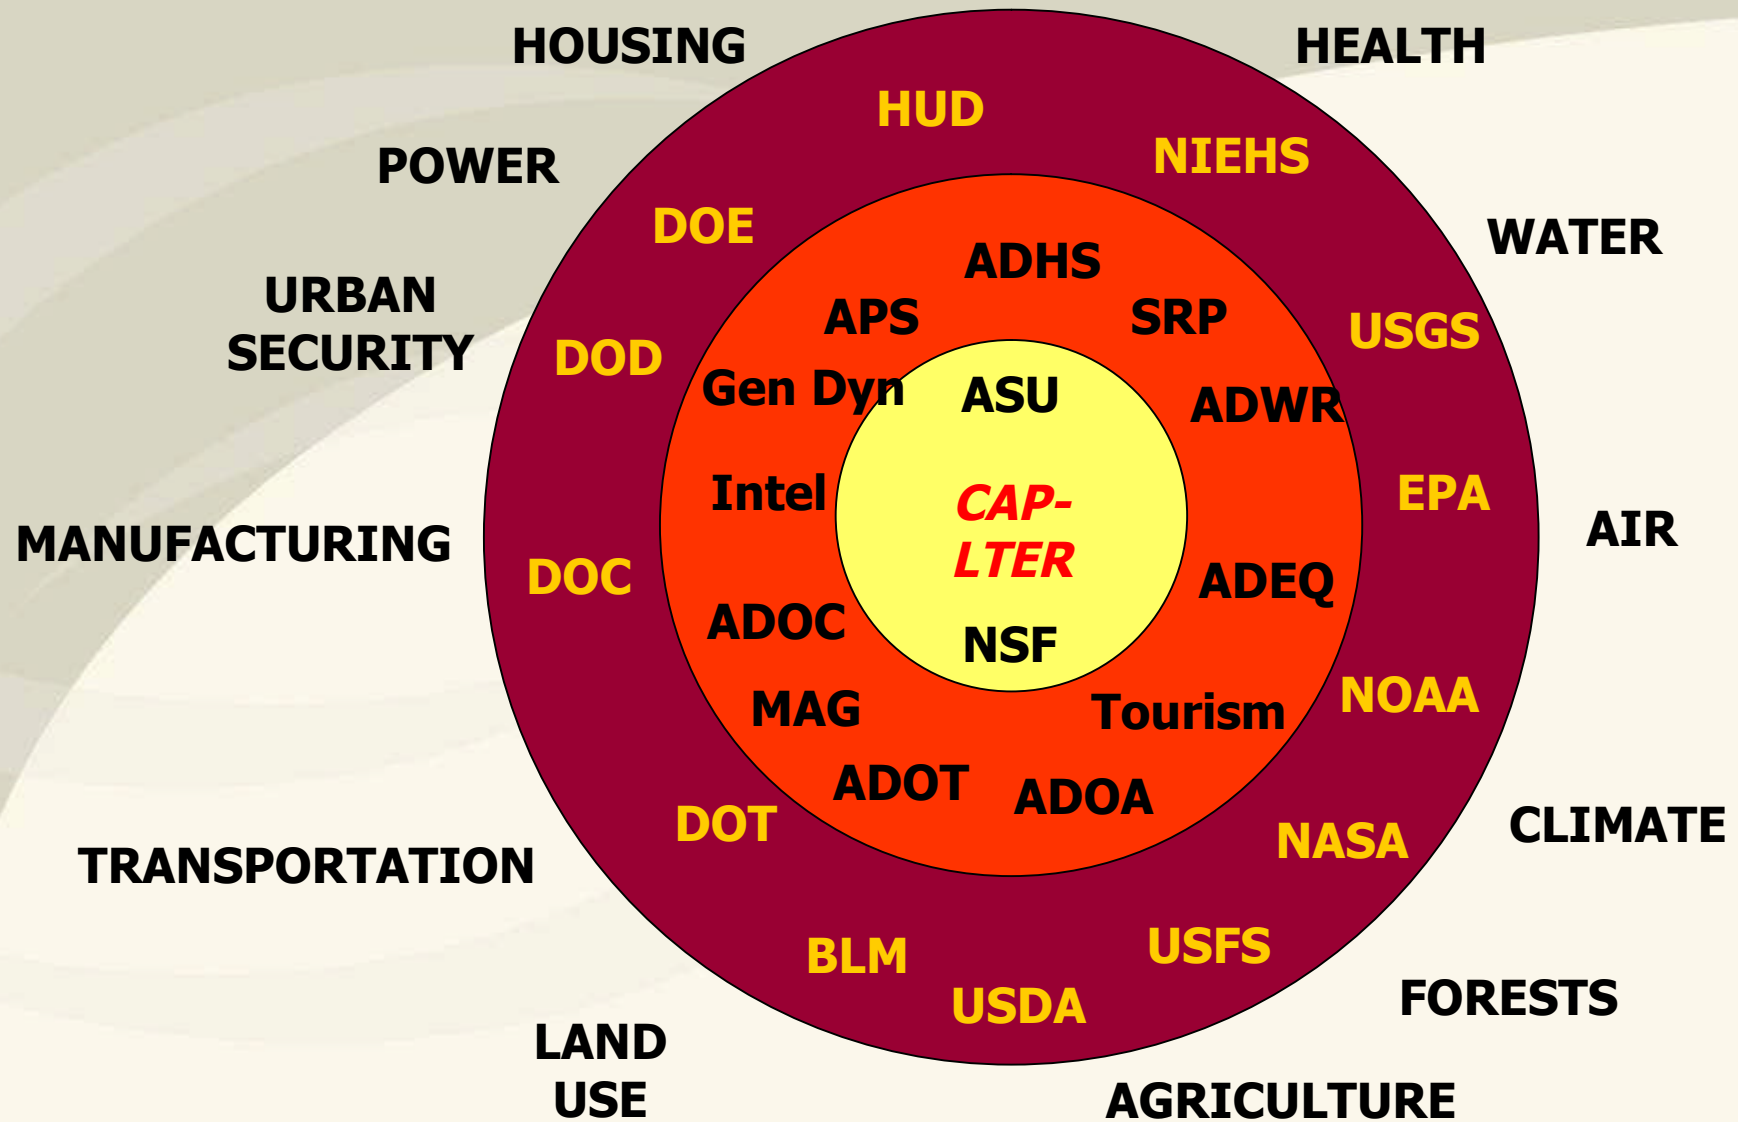 HOUSING
HEALTH
HUD
NIEHS
POWER
DOE
WATER
ADHS
URBAN
SECURITY
APS
SRP
USGS
DOD
Gen Dyn
ASU
ADWR
Intel
CAP-
LTER
EPA
AIR
MANUFACTURING
DOC
ADEQ
ADOC
NSF
MAG
Tourism
NOAA
ADOT
ADOA
DOT
NASA
CLIMATE
TRANSPORTATION
BLM
USFS
USDA
FORESTS
LAND
USE
AGRICULTURE